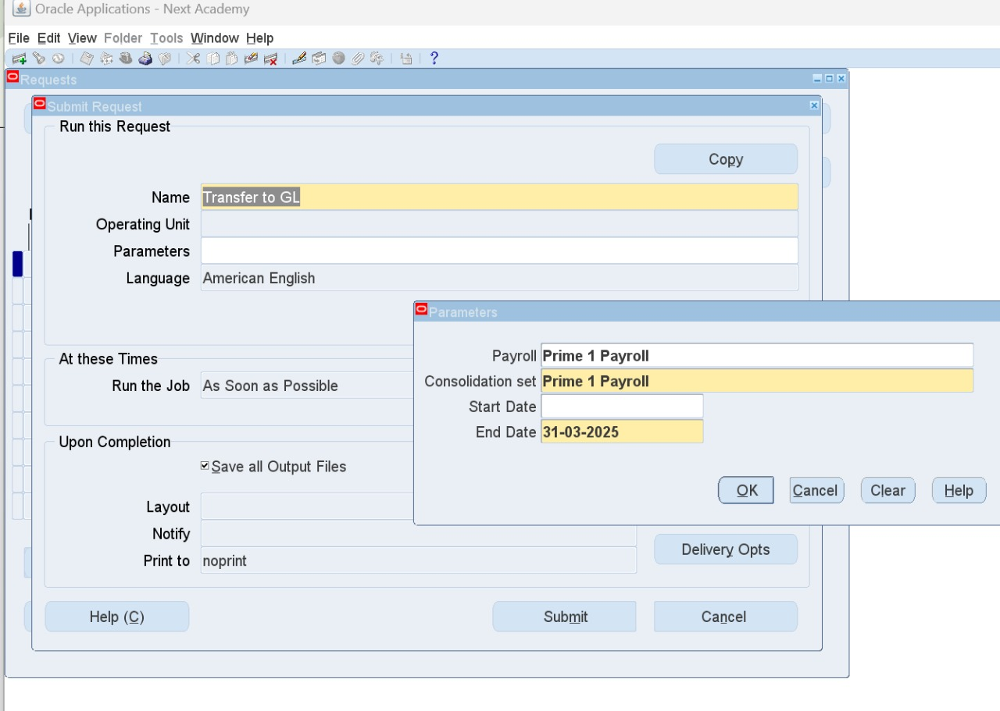 Oracle Applications - Next Academy
File Edit View Folder Tools Window Help
Requests
Submit Request
Run this Request
Copy
Name Transfer to GL
Operating Unit
Parameters
Language American English
Parameters
Payroll Prime 1 Payroll
Consolidation set Prime 1 Payroll
Start Date
End Date 31-03-2025
OK Cancel Clear Help
At these Times
Run the Job As Soon as Possible
Upon Completion
Save all Output Files
Layout
Notify
Print to noprint
Delivery Opts
Help (C) Submit Cancel